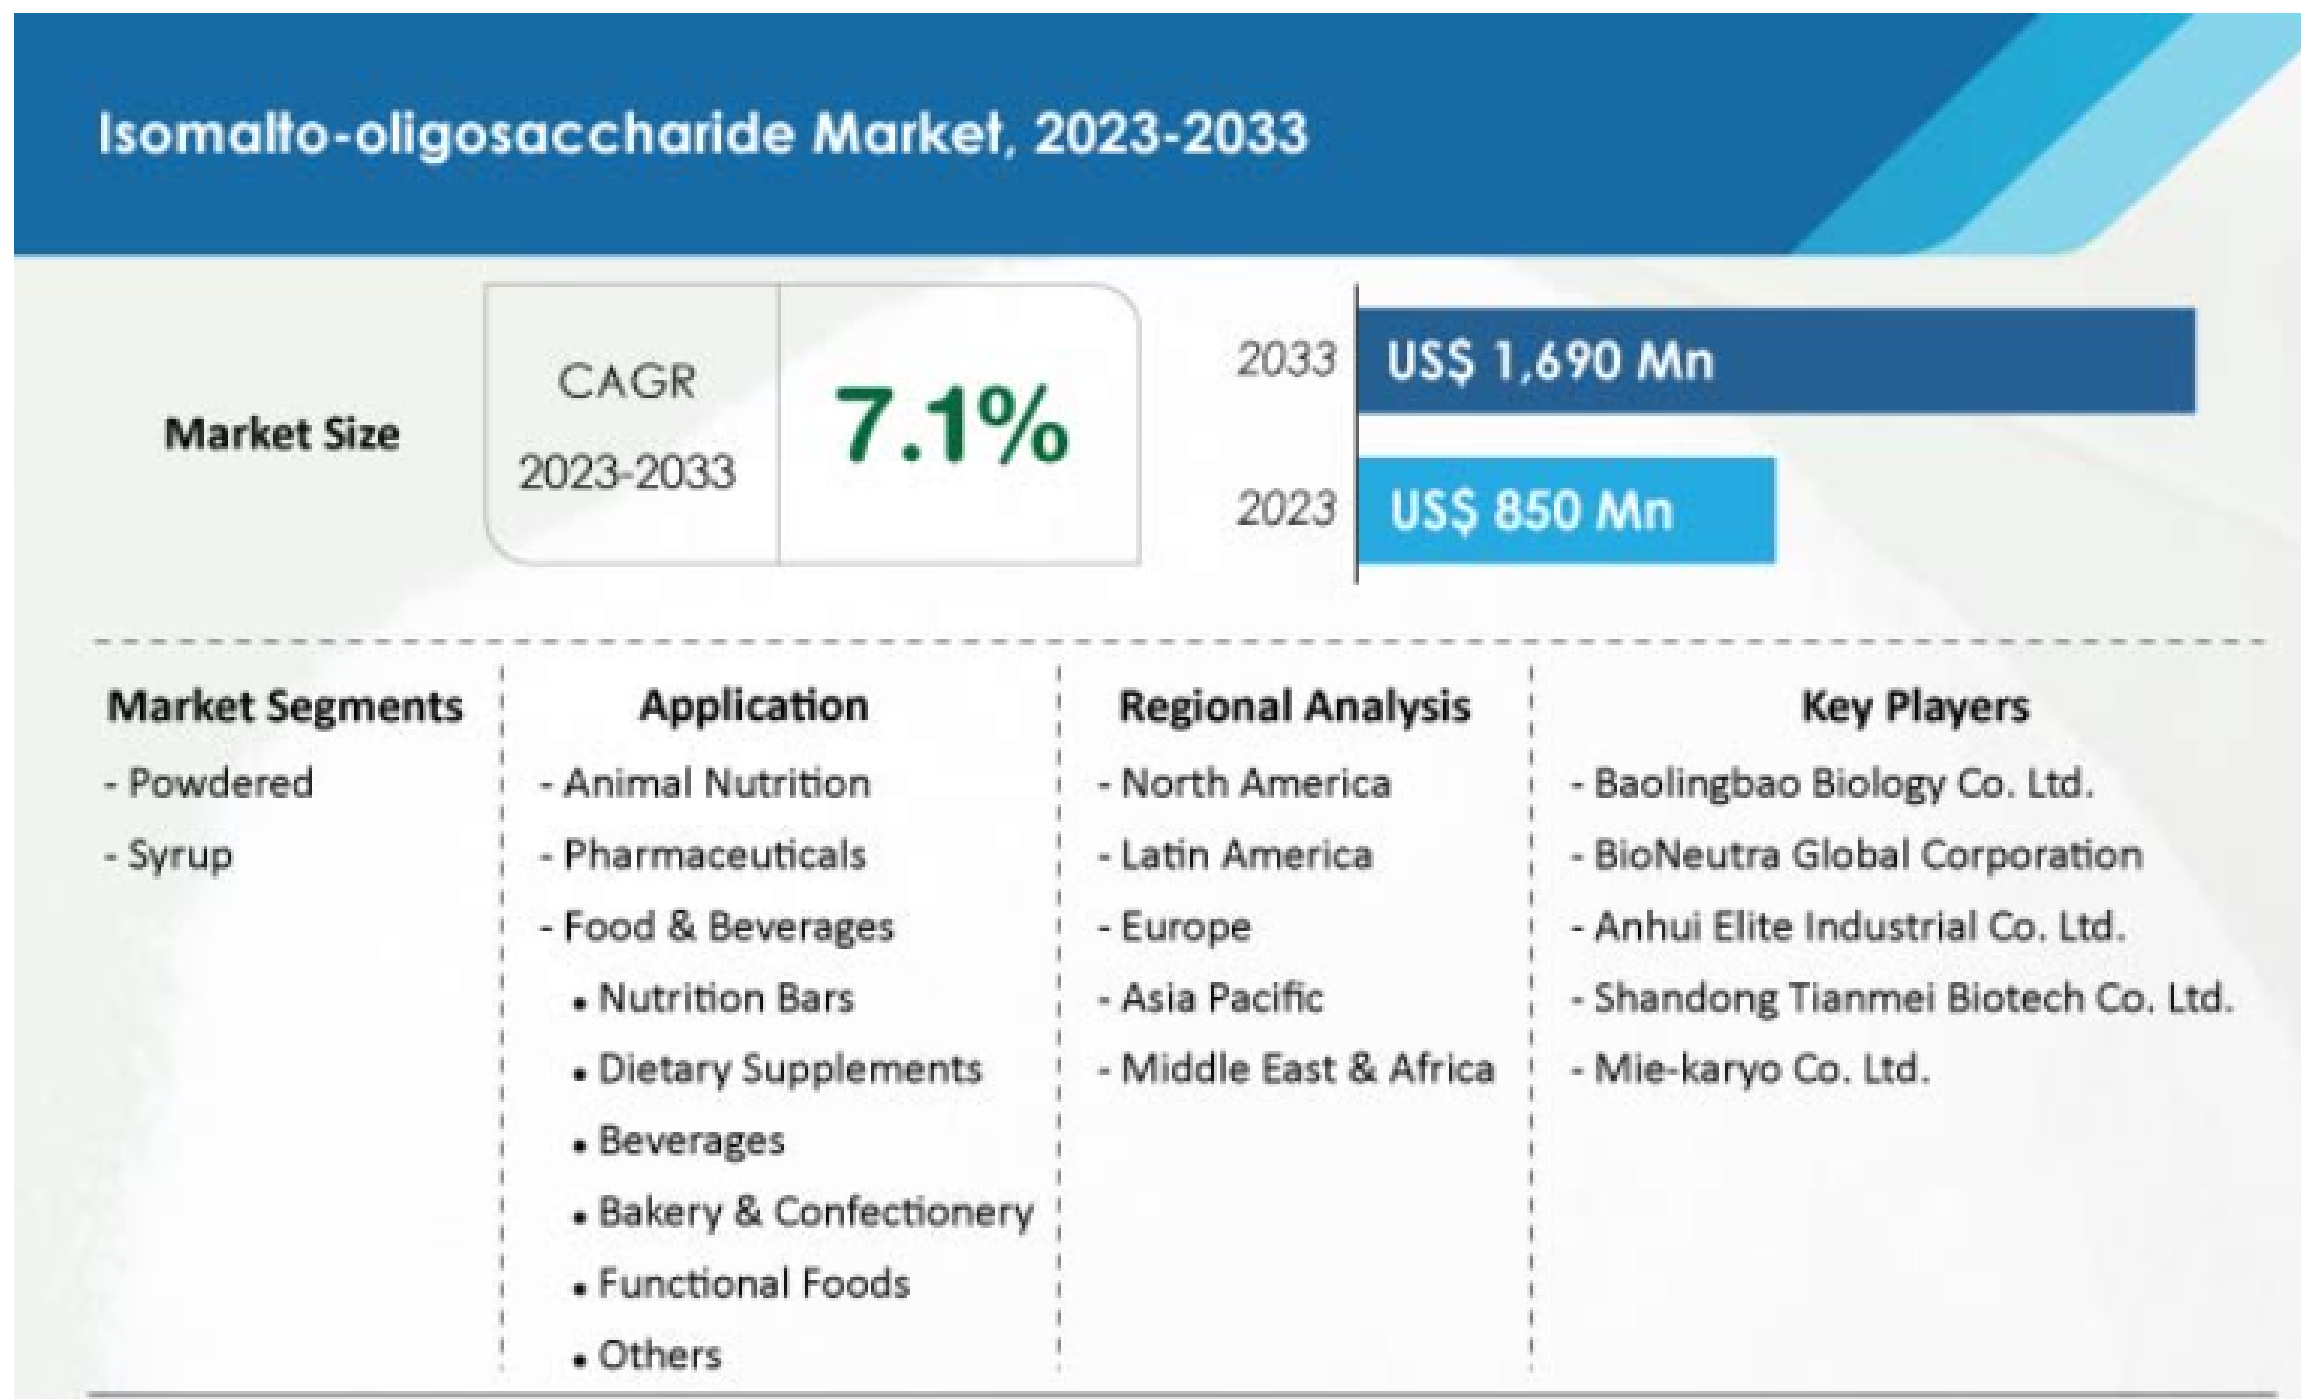 Isomalto-oligosaccharide Market, 2023-2033
Market Size
CAGR
2023-2033
7.1%
2033
US$ 1,690 Mn
2023
US$ 850 Mn
Market Segments
- Powdered
- Syrup
Application
- Animal Nutrition
- Pharmaceuticals
- Food & Beverages
• Nutrition Bars
• Dietary Supplements
• Beverages
• Bakery & Confectionery
• Functional Foods
• Others
Regional Analysis
- North America
- Latin America
- Europe
- Asia Pacific
- Middle East & Africa
Key Players
- Baolingbao Biology Co. Ltd.
- BioNeutra Global Corporation
- Anhui Elite Industrial Co. Ltd.
- Shandong Tianmei Biotech Co. Ltd.
- Mie-karyo Co. Ltd.